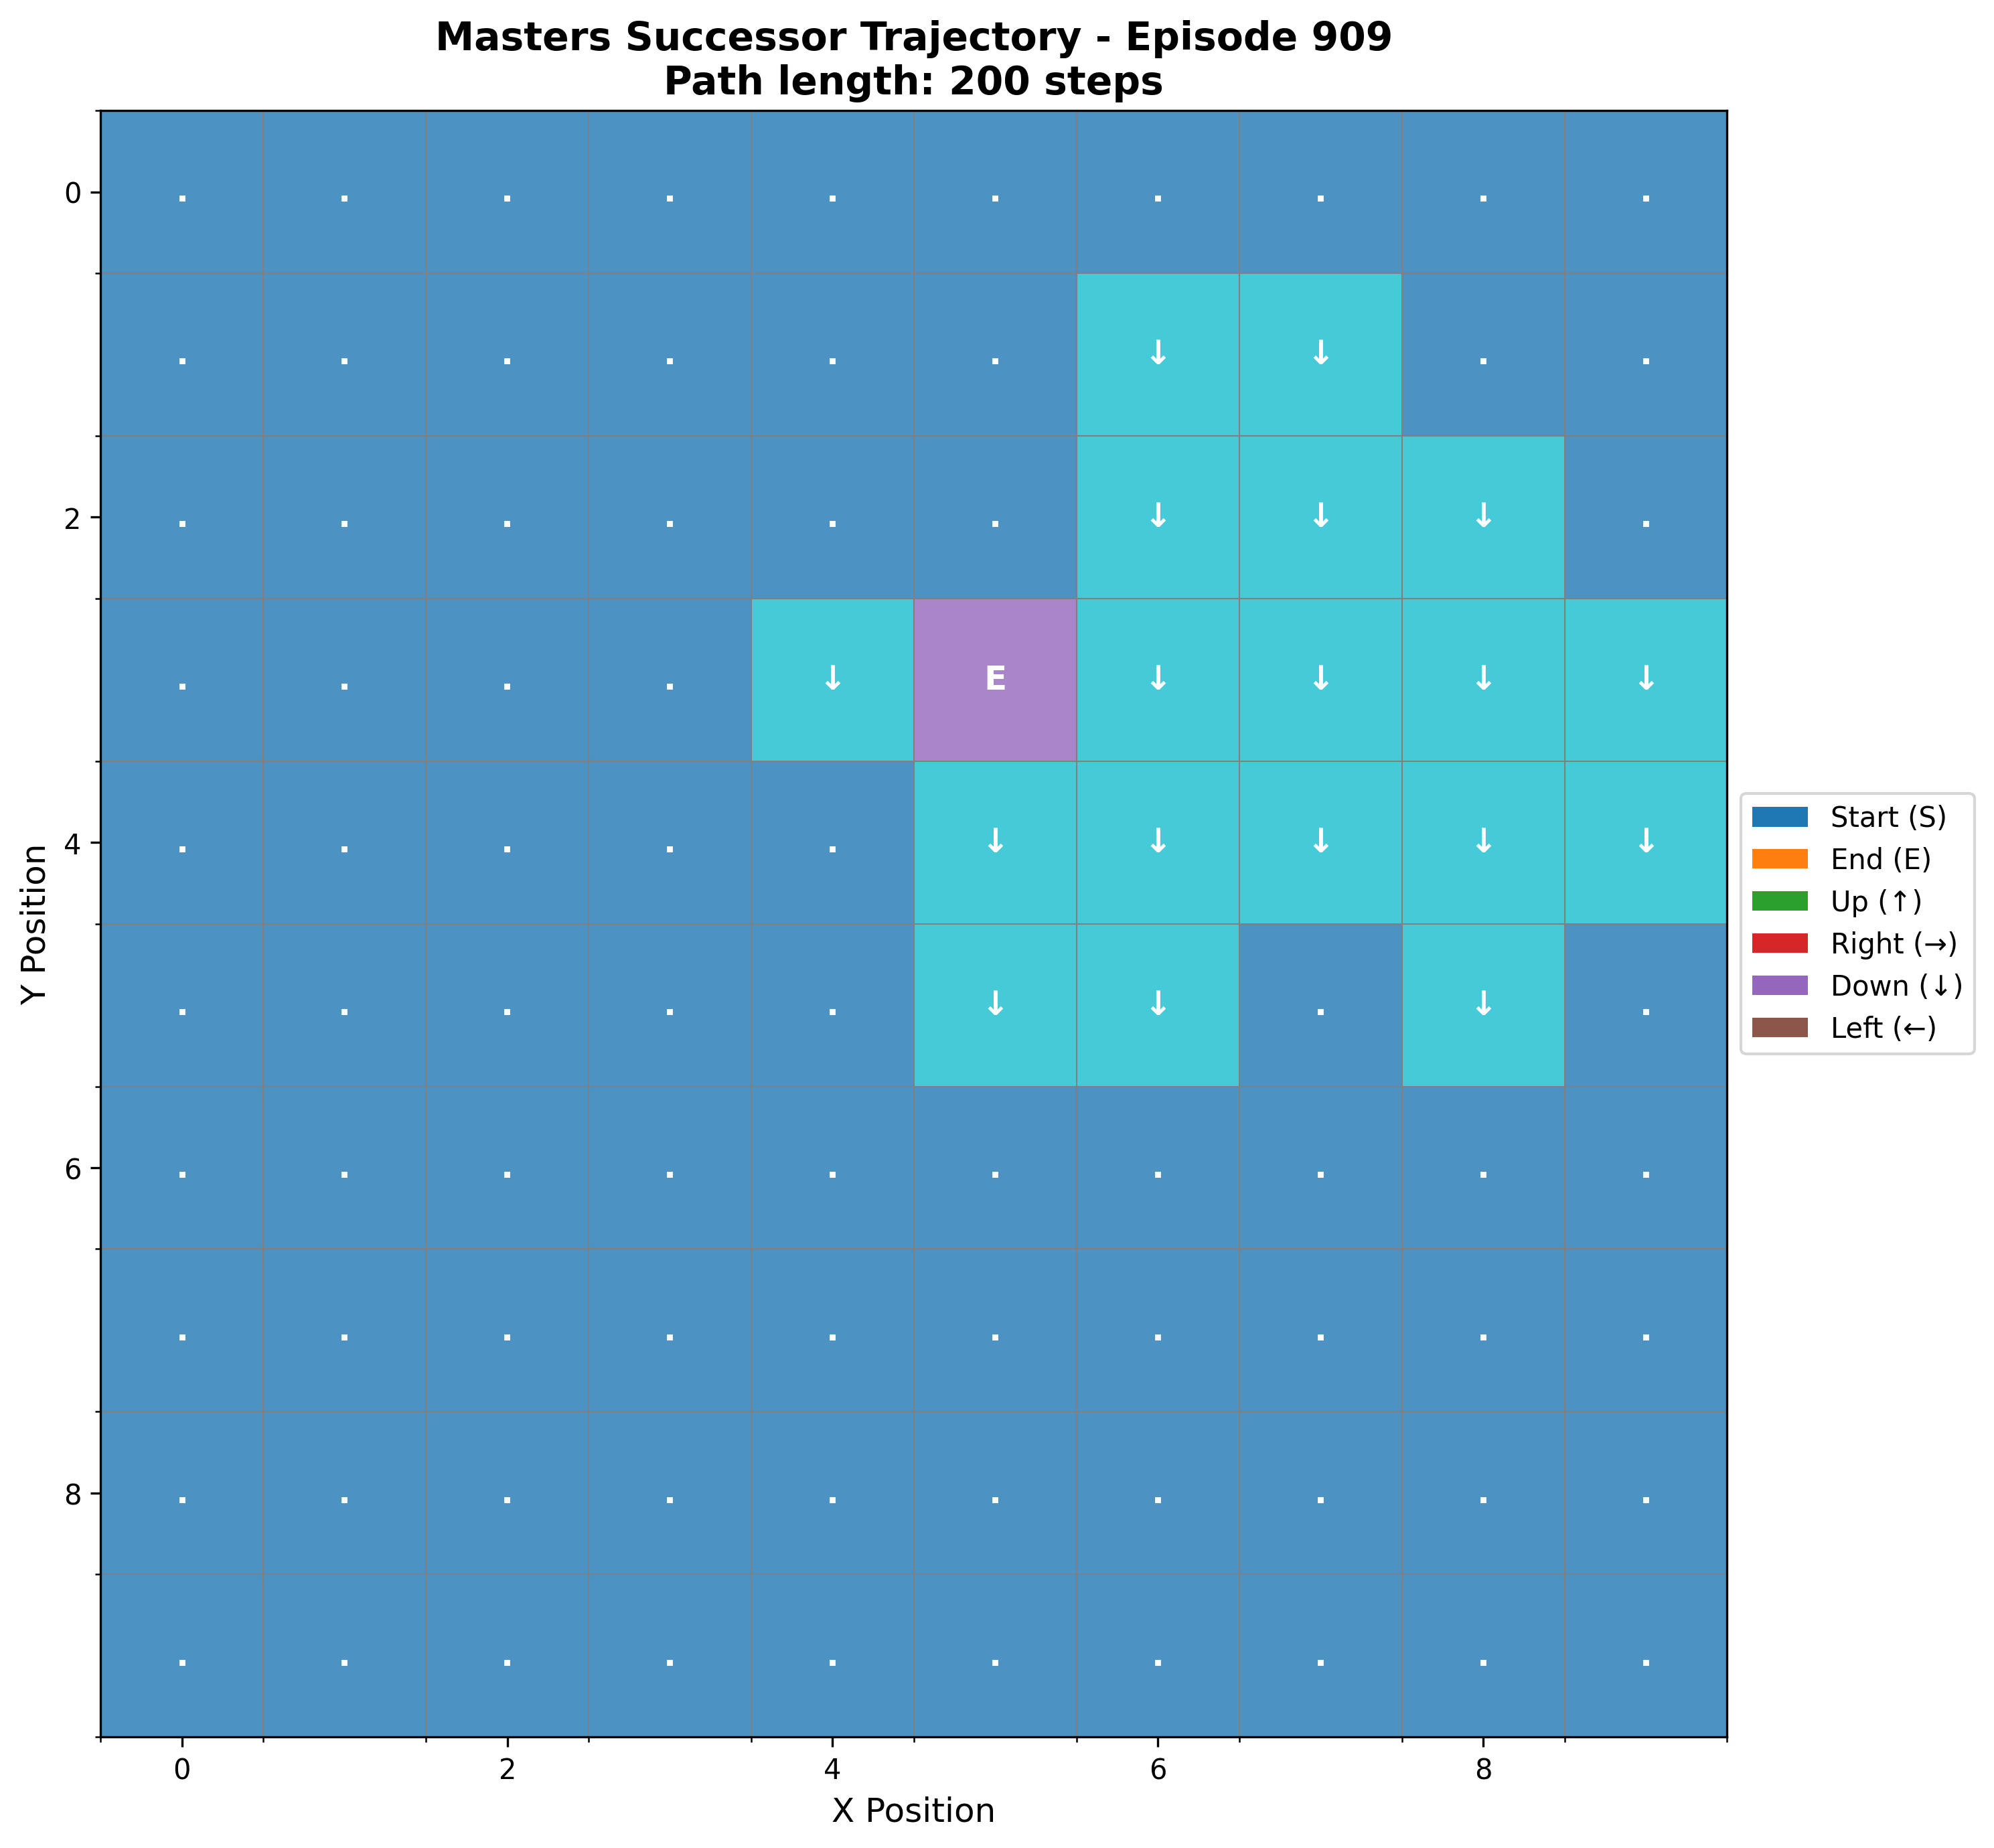 Masters Successor Trajectory - Episode 909
Path length: 200 steps
0 . . . . . . . . . .
. . . . . . ↓ ↓ . .
2 . . . . . . ↓ ↓ ↓ .
. . . . ↓ E ↓ ↓ ↓ ↓
4 . . . . . ↓ ↓ ↓ ↓ ↓
. . . . . ↓ ↓ . ↓ .
6 . . . . . . . . . .
. . . . . . . . . .
8 . . . . . . . . . .
. . . . . . . . . .
0 2 4 6 8
X Position
Y Position
Start (S)
End (E)
Up (↑)
Right (→)
Down (↓)
Left (←)